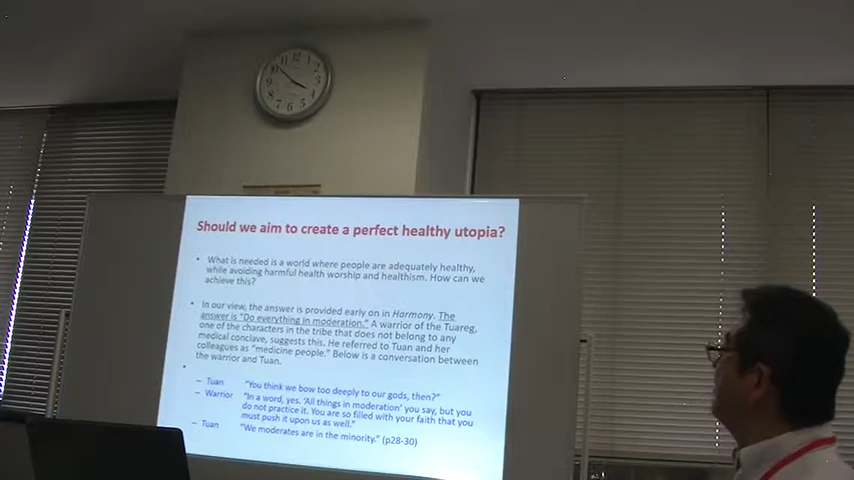 Should we aim to create a perfect healthy utopia?
• What is needed is a world where people are adequately healthy,
while avoiding harmful health worship and healthism. How can we
achieve this?
• In our view, the answer is provided early on in Harmony. The
answer is "Do everything in moderation." A warrior of the Tuareg,
one of the characters in the tribe that does not belong to any
medical conclave, suggests this. He referred to Tuan and her
colleagues as "medicine people." Below is a conversation between
the warrior and Tuan.
•
– Tuan "You think we bow too deeply to our gods, then?"
– Warrior "In a word, yes. 'All things in moderation' you say, but you
do not practice it. You are so filled with your faith that you
must push it upon us as well."
– Tuan "We moderates are in the minority." (p28-30)